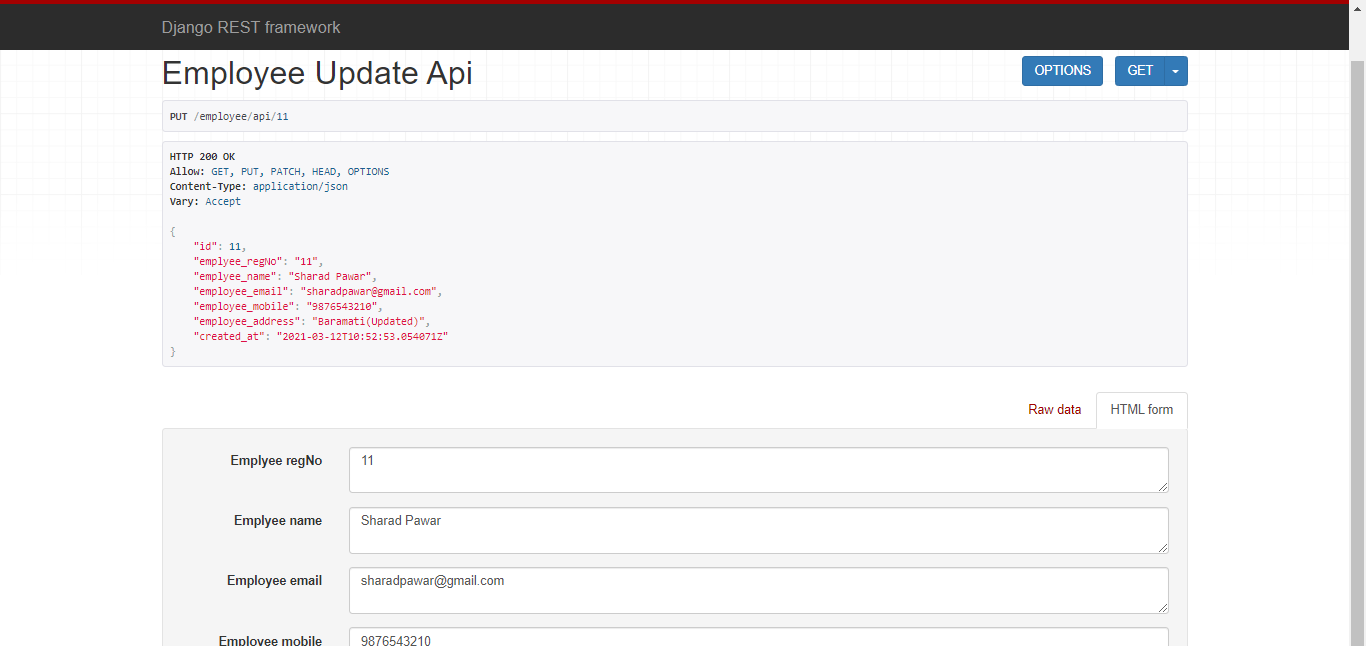 Django REST framework
Employee Update Api
OPTIONS
GET
PUT /employee/api/11
HTTP 200 OK
Allow: GET, PUT, PATCH, HEAD, OPTIONS
Content-Type: application/json
Vary: Accept
{
"id": 11,
"emplyee_regNo": "11",
"emplyee_name": "Sharad Pawar",
"employee_email": "sharadpawar@gmail.com",
"employee_mobile": "9876543210",
"employee_address": "Baramati(Updated)",
"created_at": "2021-03-12T10:52:53.054071Z"
}
Raw data
HTML form
Emplyee regNo
11
Emplyee name
Sharad Pawar
Employee email
sharadpawar@gmail.com
Employee mobile
9876543210